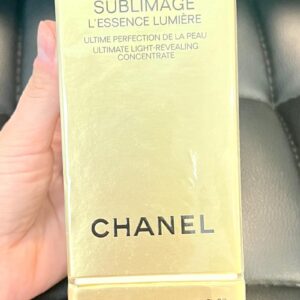 SUBLIMAGE
L'ESSENCE LUMIÈRE
ULTIME PERFECTION DE LA PEAU
ULTIMATE LIGHT-REVEALING
CONCENTRATE
CHANEL